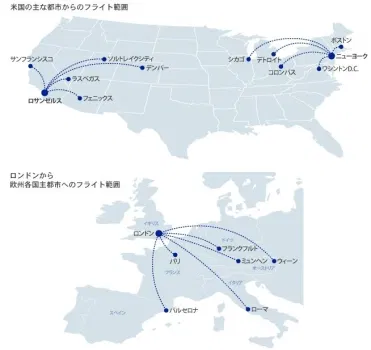 米国の主な都市からのフライト範囲
ボストン
サンフランシスコ
ソルトレイクシティ
シカゴ
デトロイト
ニューヨーク
デンバー
コロンバス
ワシントンD.C.
ラスベガス
ロサンゼルス
フェニックス
ロンドンから
欧州各国主都市へのフライト範囲
イギリス
ロンドン
ドイツ
フランクフルト
パリ
ミュンヘン
ウィーン
フランス
オーストリア
イタリア
スペイン
バルセロナ
ローマ